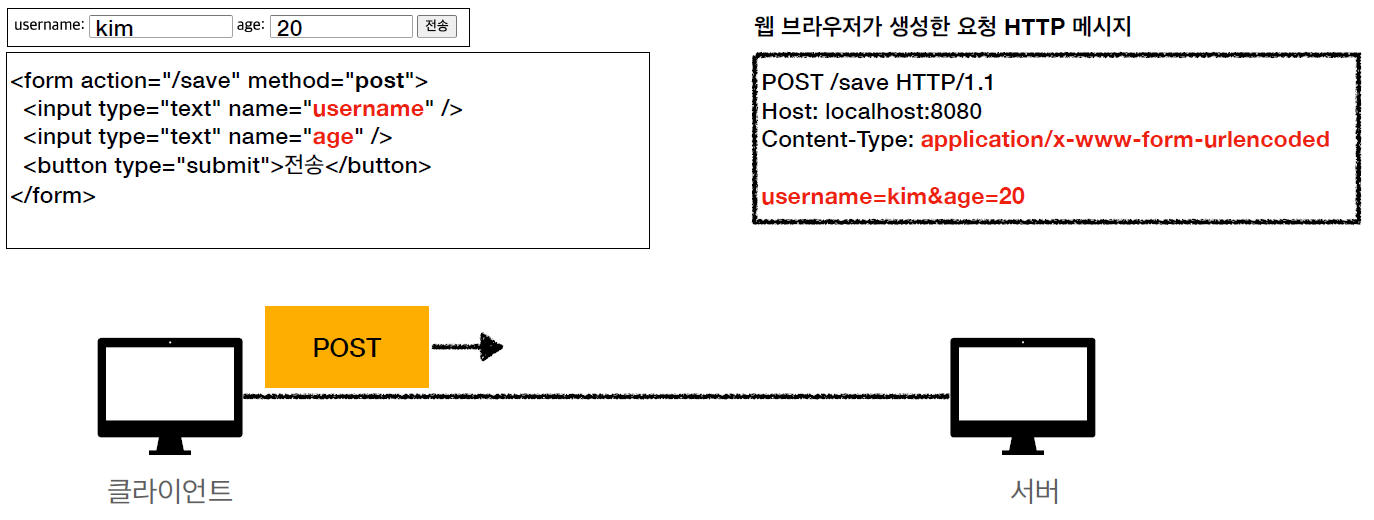 username: kim age: 20 전송
<form action="/save" method="post">
<input type="text" name="username" />
<input type="text" name="age" />
<button type="submit">전송</button>
</form>
웹 브라우저가 생성한 요청 HTTP 메시지
POST /save HTTP/1.1
Host: localhost:8080
Content-Type: application/x-www-form-urlencoded
username=kim&age=20
POST
클라이언트
서버